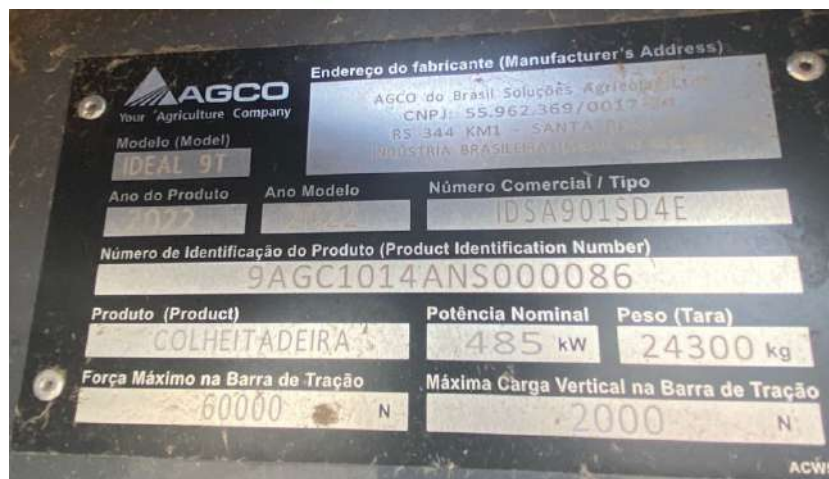 AGCO
Your Agriculture Company
Endereço do fabricante (Manufacturer's Address)
AGCO do Brasil Soluções Agrícolas
CNPJ: 55.962.369/0017-
RS 344 KM1 - SANTA
INDÚSTRIA BRASILEIRA
Modelo (Model)
IDEAL 9T
Ano do Produto
2022
Ano Modelo
2022
Número Comercial / Tipo
IDSA901SD4E
Número de Identificação do Produto (Product Identification Number)
9AGC1014ANS000086
Produto (Product)
COLHEITADEIRA
Potência Nominal
485 kW
Peso (Tara)
24300 kg
Força Máximo na Barra de Tração
60000 N
Máxima Carga Vertical na Barra de Tração
2000 N